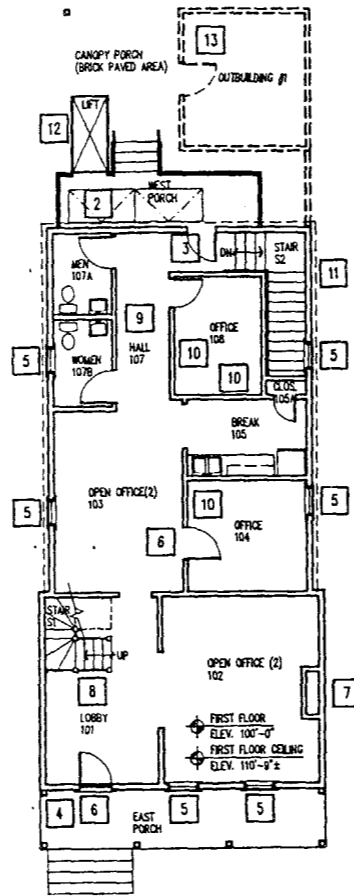 13
CANOPY PORCH
(BRICK PAVED AREA)
OUTBUILDING #1
LIFT
12
WEST
PORCH
2
3
DN
STAIR
S2
MEN
107A
11
9
OFFICE
108
HALL
107
10
10
5
WOMEN
107B
5
CLOS.
105A
BREAK
105
OPEN OFFICE(2)
103
10
5
5
OFFICE
104
6
STAIR
S1
UP
OPEN OFFICE (2)
102
7
8
LOBBY
101
FIRST FLOOR
ELEV. 100'-0"
FIRST FLOOR CEILING
ELEV. 110'-9"±
4
6
5
5
EAST
PORCH